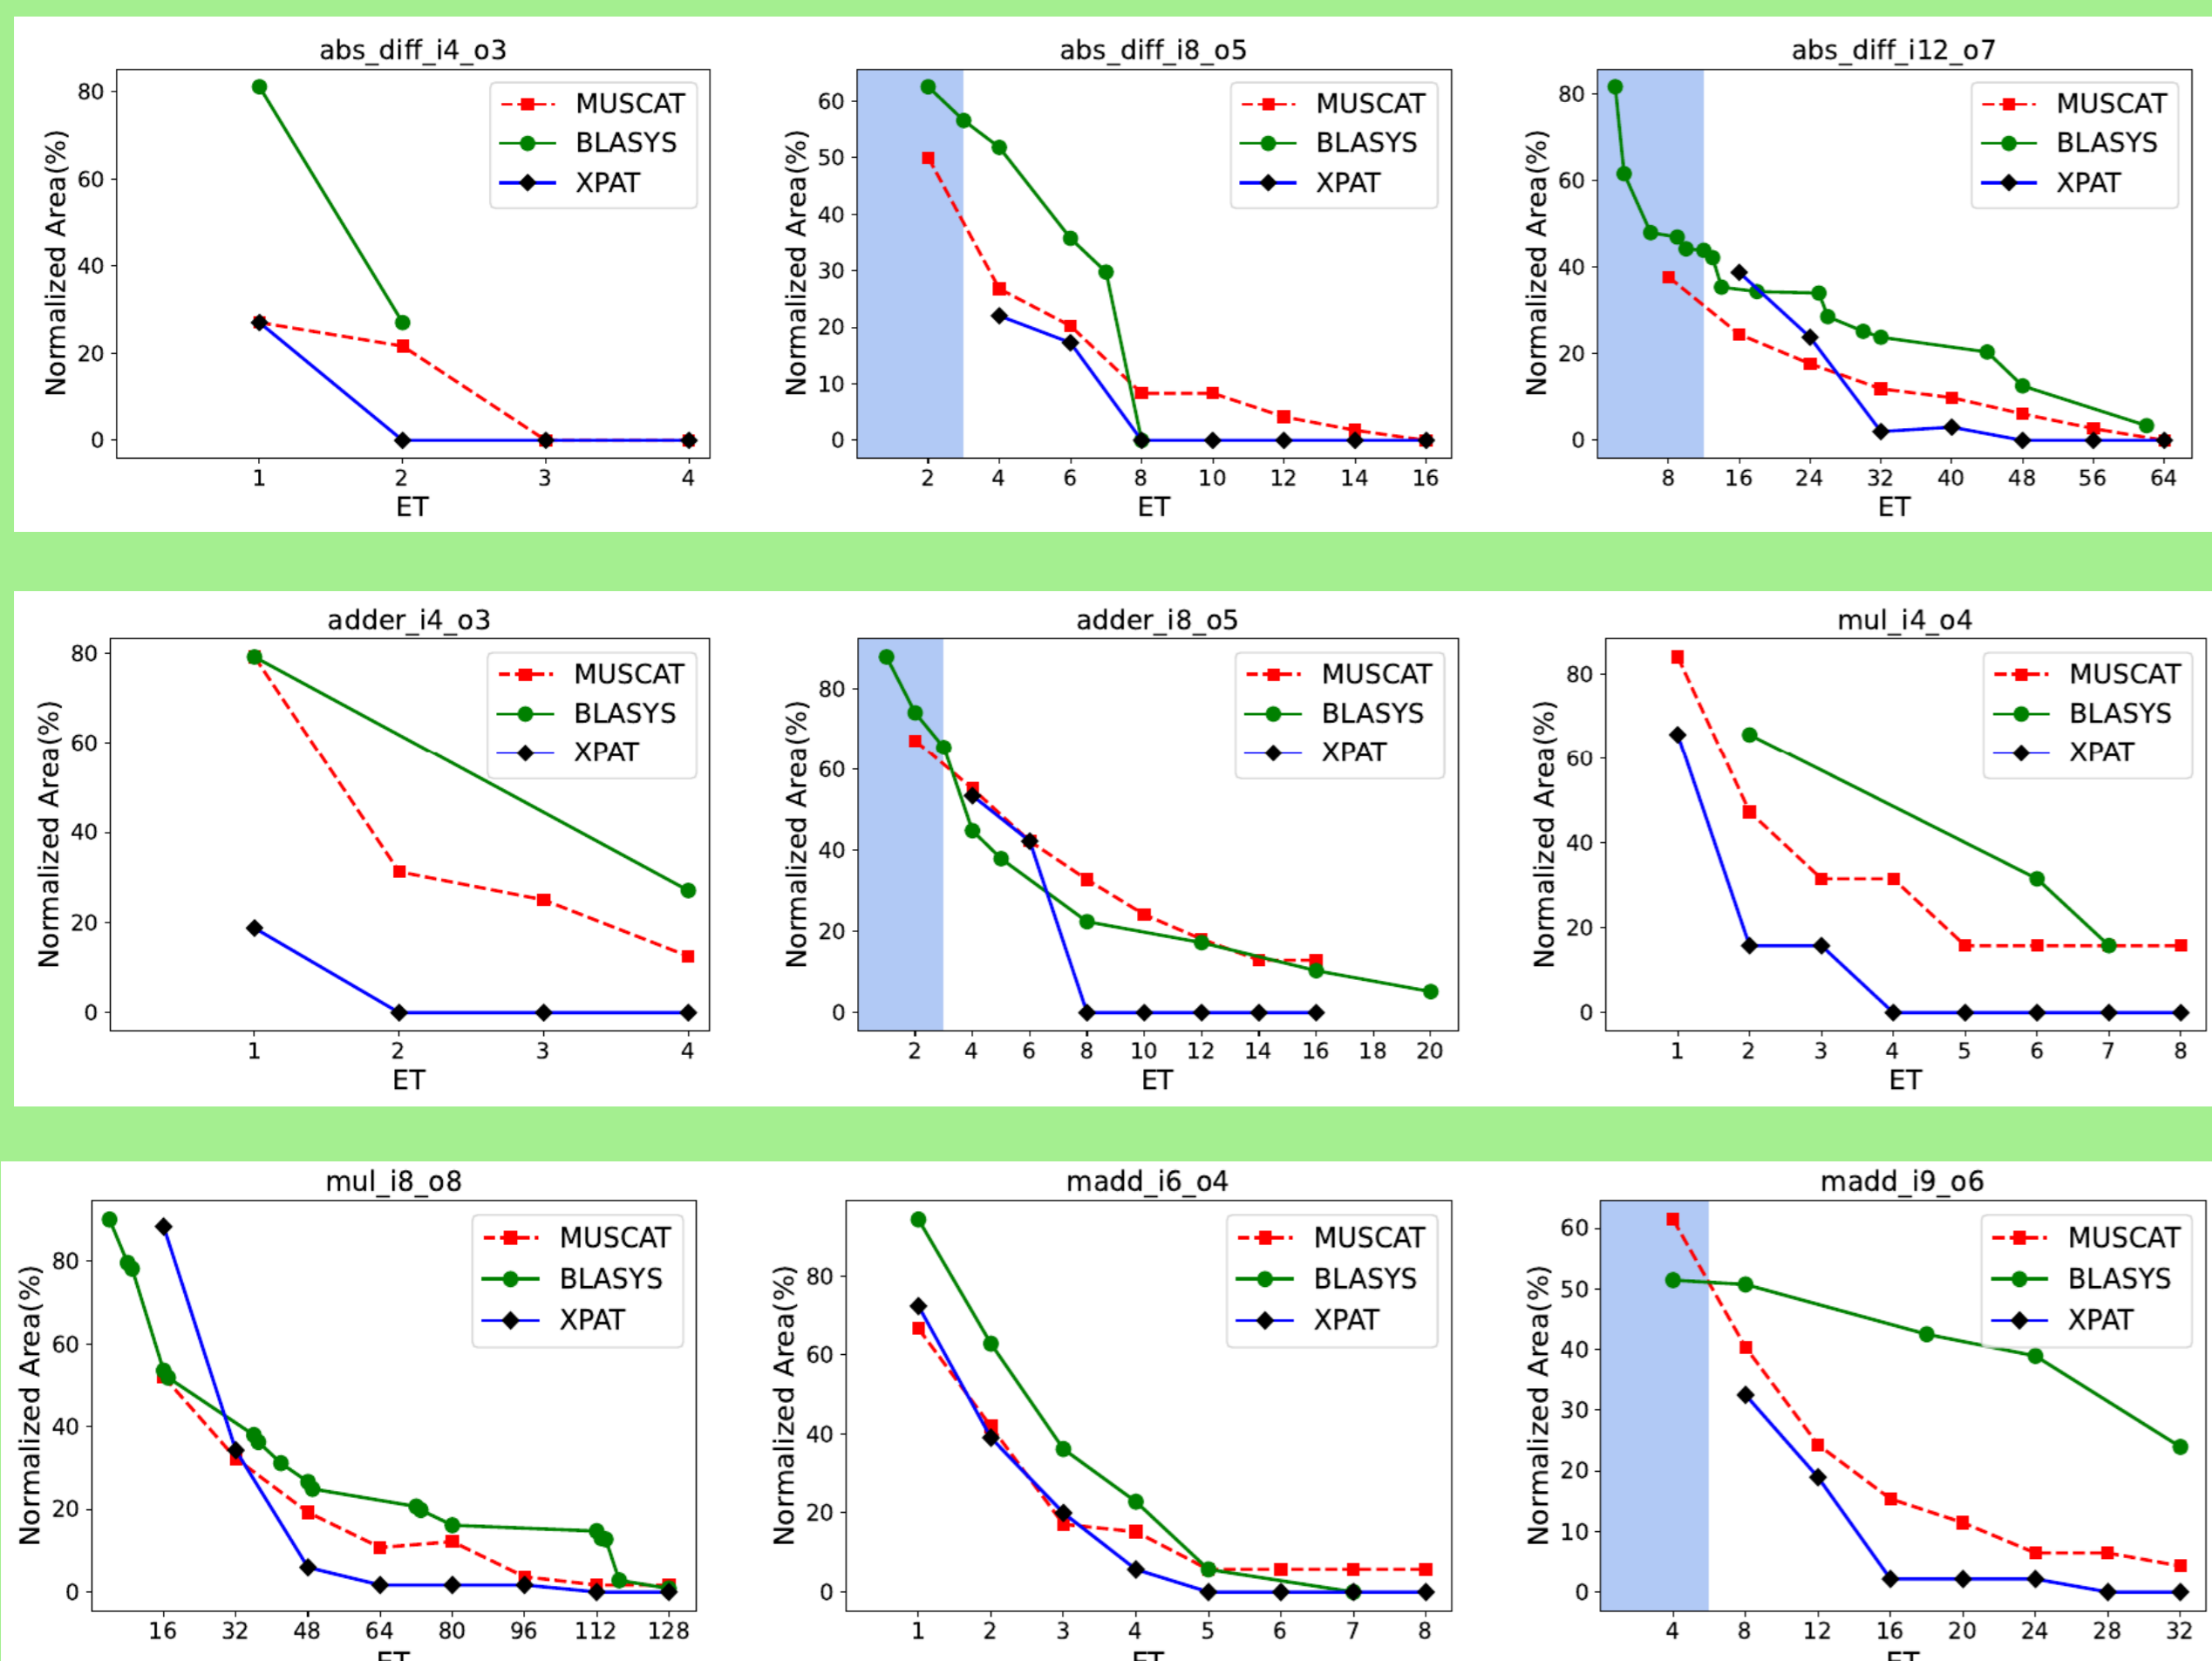 abs_diff_i4_o3
Normalized Area(%)
80
60
40
20
0
MUSCAT
BLASYS
XPAT
1 2 3 4
ET
abs_diff_i8_o5
Normalized Area(%)
60
50
40
30
20
10
0
MUSCAT
BLASYS
XPAT
2 4 6 8 10 12 14 16
ET
abs_diff_i12_o7
Normalized Area(%)
80
60
40
20
0
MUSCAT
BLASYS
XPAT
8 16 24 32 40 48 56 64
ET
adder_i4_o3
Normalized Area(%)
80
60
40
20
0
MUSCAT
BLASYS
XPAT
1 2 3 4
ET
adder_i8_o5
Normalized Area(%)
80
60
40
20
0
MUSCAT
BLASYS
XPAT
2 4 6 8 10 12 14 16 18 20
ET
mul_i4_o4
Normalized Area(%)
80
60
40
20
0
MUSCAT
BLASYS
XPAT
1 2 3 4 5 6 7 8
ET
mul_i8_o8
Normalized Area(%)
80
60
40
20
0
MUSCAT
BLASYS
XPAT
16 32 48 64 80 96 112 128
ET
madd_i6_o4
Normalized Area(%)
80
60
40
20
0
MUSCAT
BLASYS
XPAT
1 2 3 4 5 6 7 8
ET
madd_i9_o6
Normalized Area(%)
60
50
40
30
20
10
0
MUSCAT
BLASYS
XPAT
4 8 12 16 20 24 28 32
ET